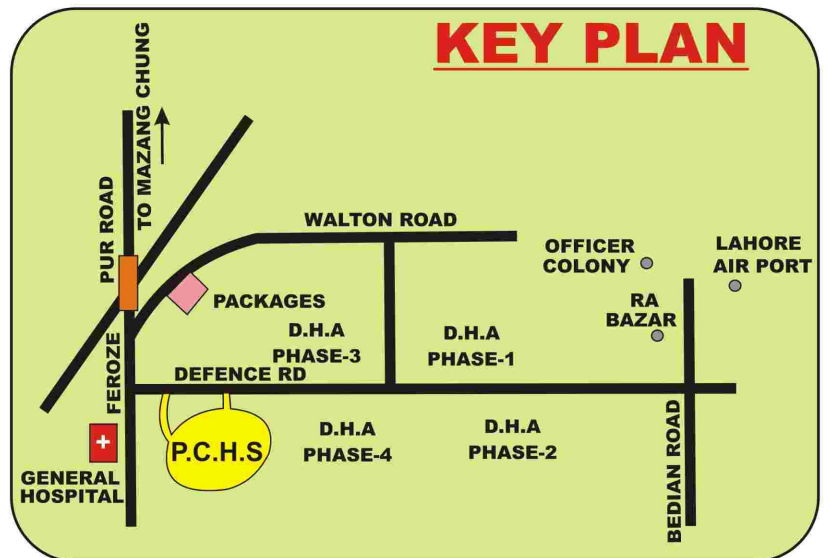 KEY PLAN
TO MAZANG CHUNG
FEROZE PUR ROAD
WALTON ROAD
OFFICER
COLONY
LAHORE
AIR PORT
PACKAGES
RA
BAZAR
D.H.A
PHASE-3
D.H.A
PHASE-1
DEFENCE RD
P.C.H.S
D.H.A
PHASE-4
D.H.A
PHASE-2
GENERAL
HOSPITAL
BEDIAN ROAD